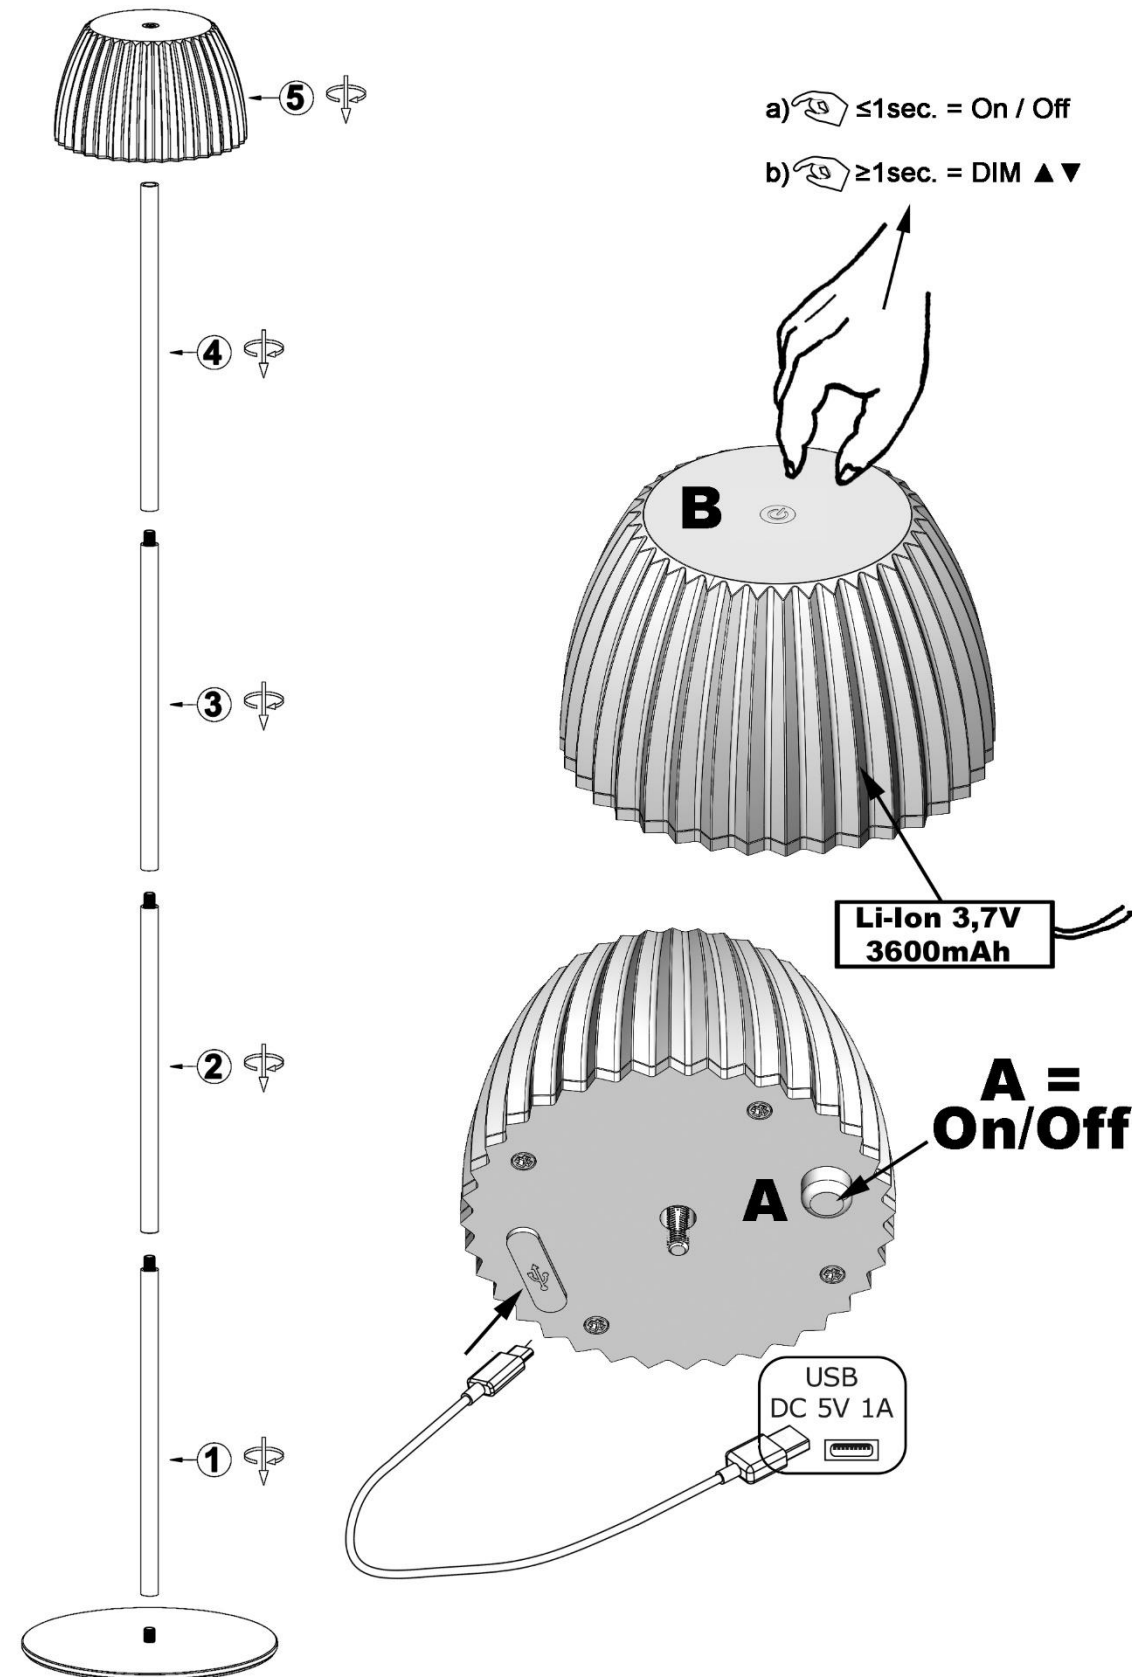 5
a) ≤1sec. = On / Off
b) ≥1sec. = DIM ▲▼
4
B
3
Li-Ion 3,7V
3600mAh
2
A =
On/Off
A
USB
DC 5V 1A
1